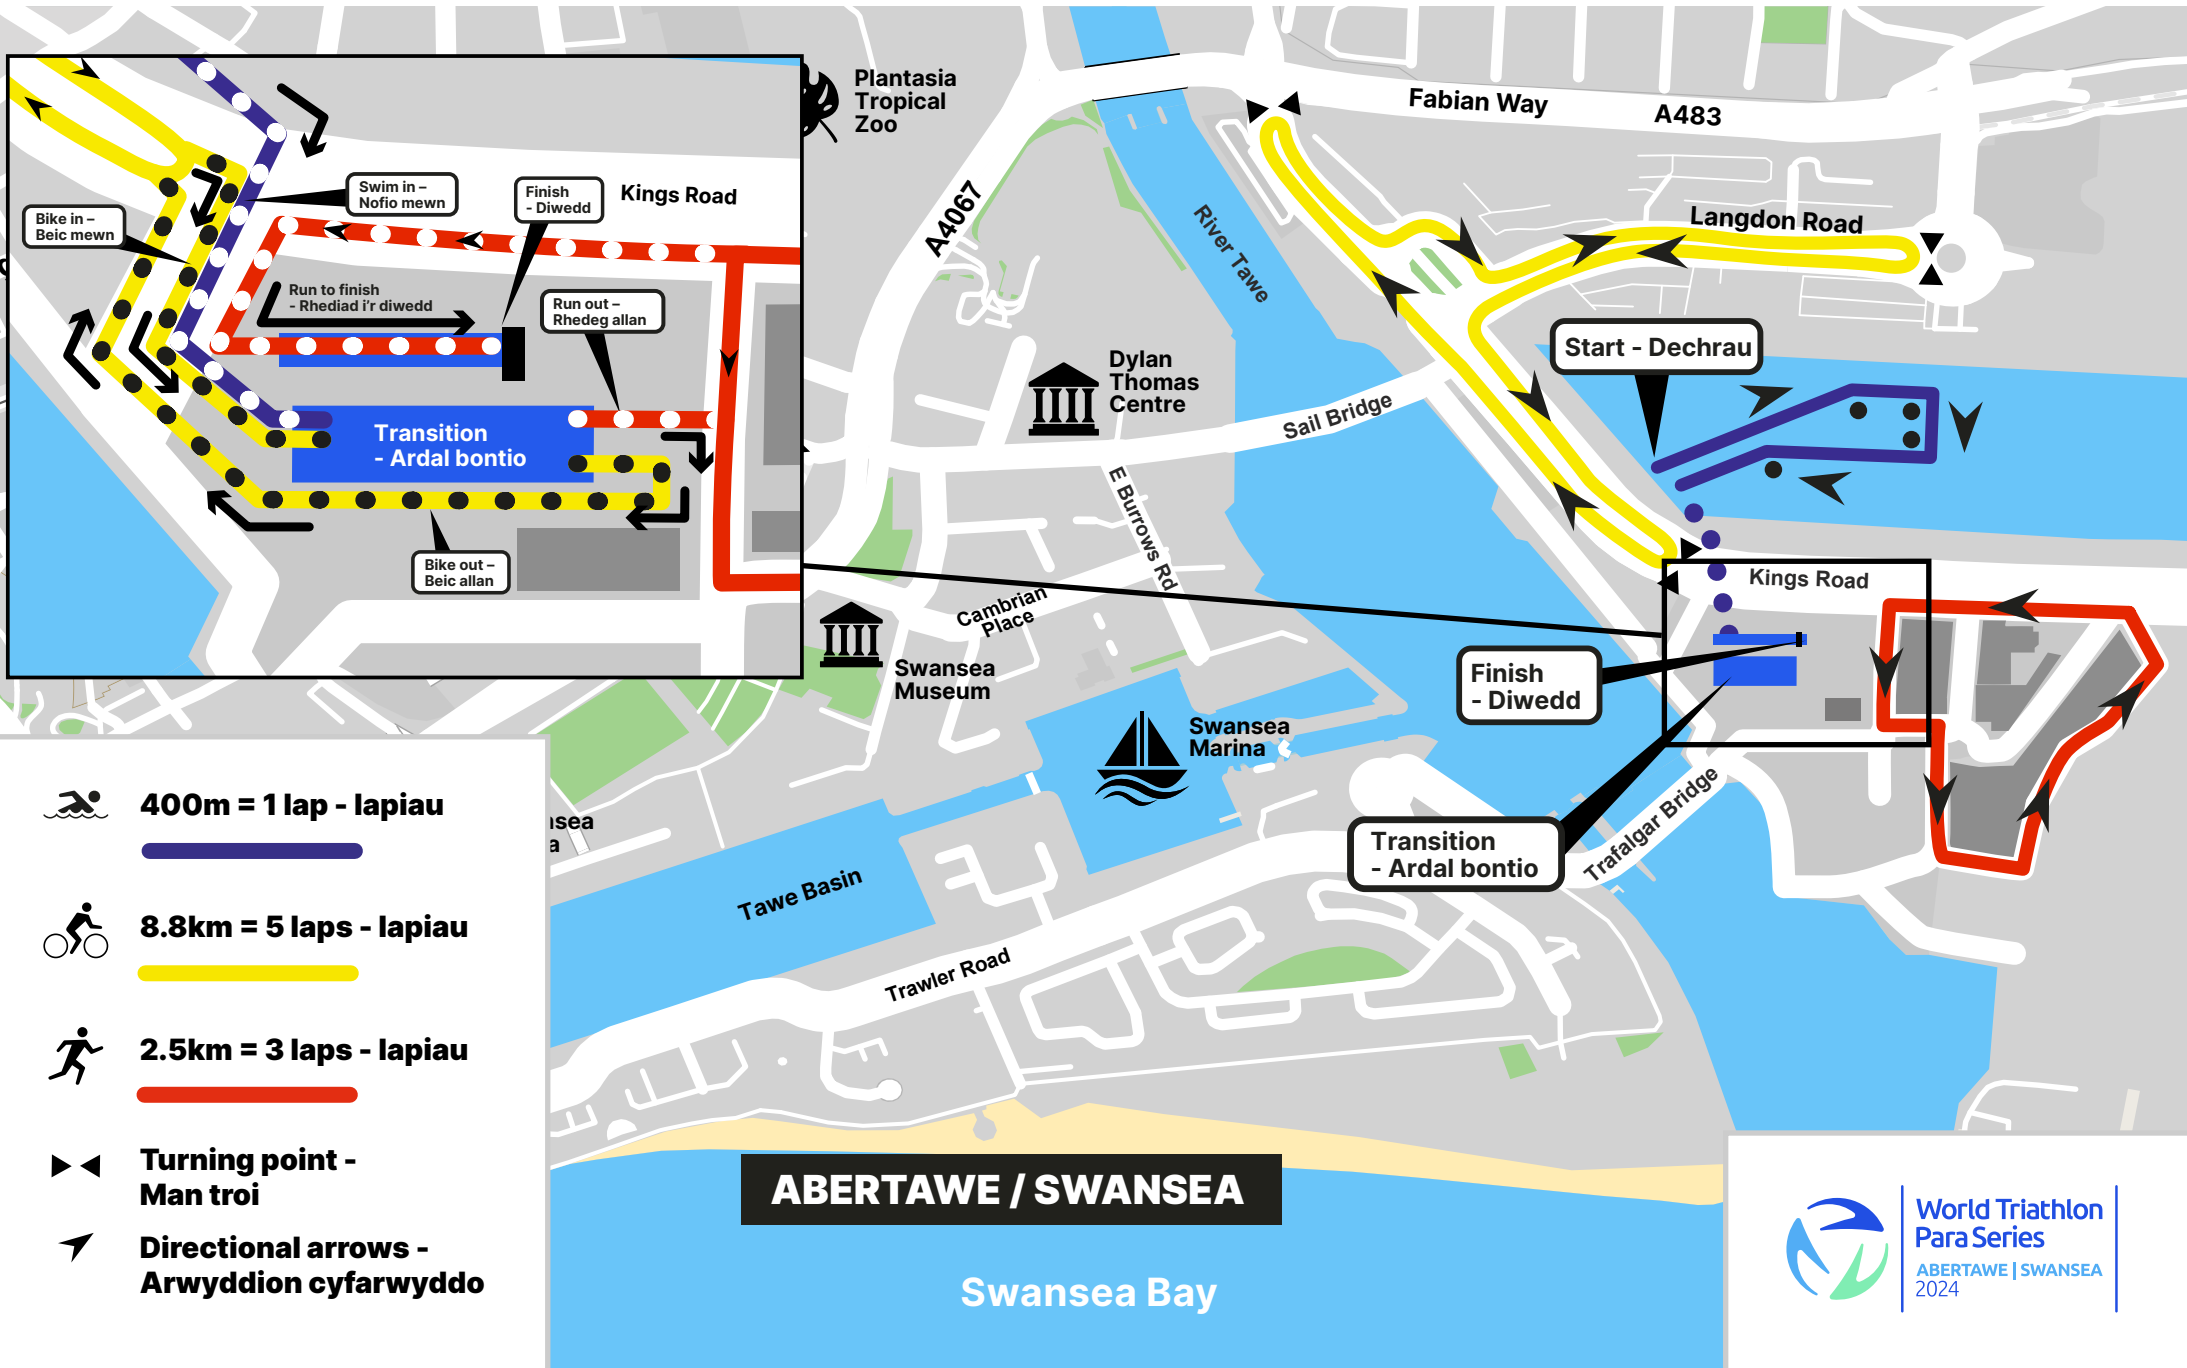 Plantasia
Tropical
Zoo
Fabian Way
A483
A4067
River Tawe
Langdon Road
Start - Dechrau
Swim in –
Nofio mewn
Finish
- Diwedd
Kings Road
Bike in –
Beic mewn
Run to finish
- Rhediad i'r diwedd
Run out –
Rhedeg allan
Transition
- Ardal bontio
Bike out –
Beic allan
Dylan
Thomas
Centre
Sail Bridge
E Burrows Rd
Cambrian
Place
Kings Road
Swansea
Museum
Finish
- Diwedd
Swansea
Marina
Trafalgar Bridge
Transition
- Ardal bontio
Tawe Basin
Trawler Road
400m = 1 lap - lapiau
8.8km = 5 laps - lapiau
2.5km = 3 laps - lapiau
Turning point -
Man troi
Directional arrows -
Arwyddion cyfarwyddo
ABERTAWE / SWANSEA
Swansea Bay
World Triathlon
Para Series
ABERTAWE | SWANSEA
2024